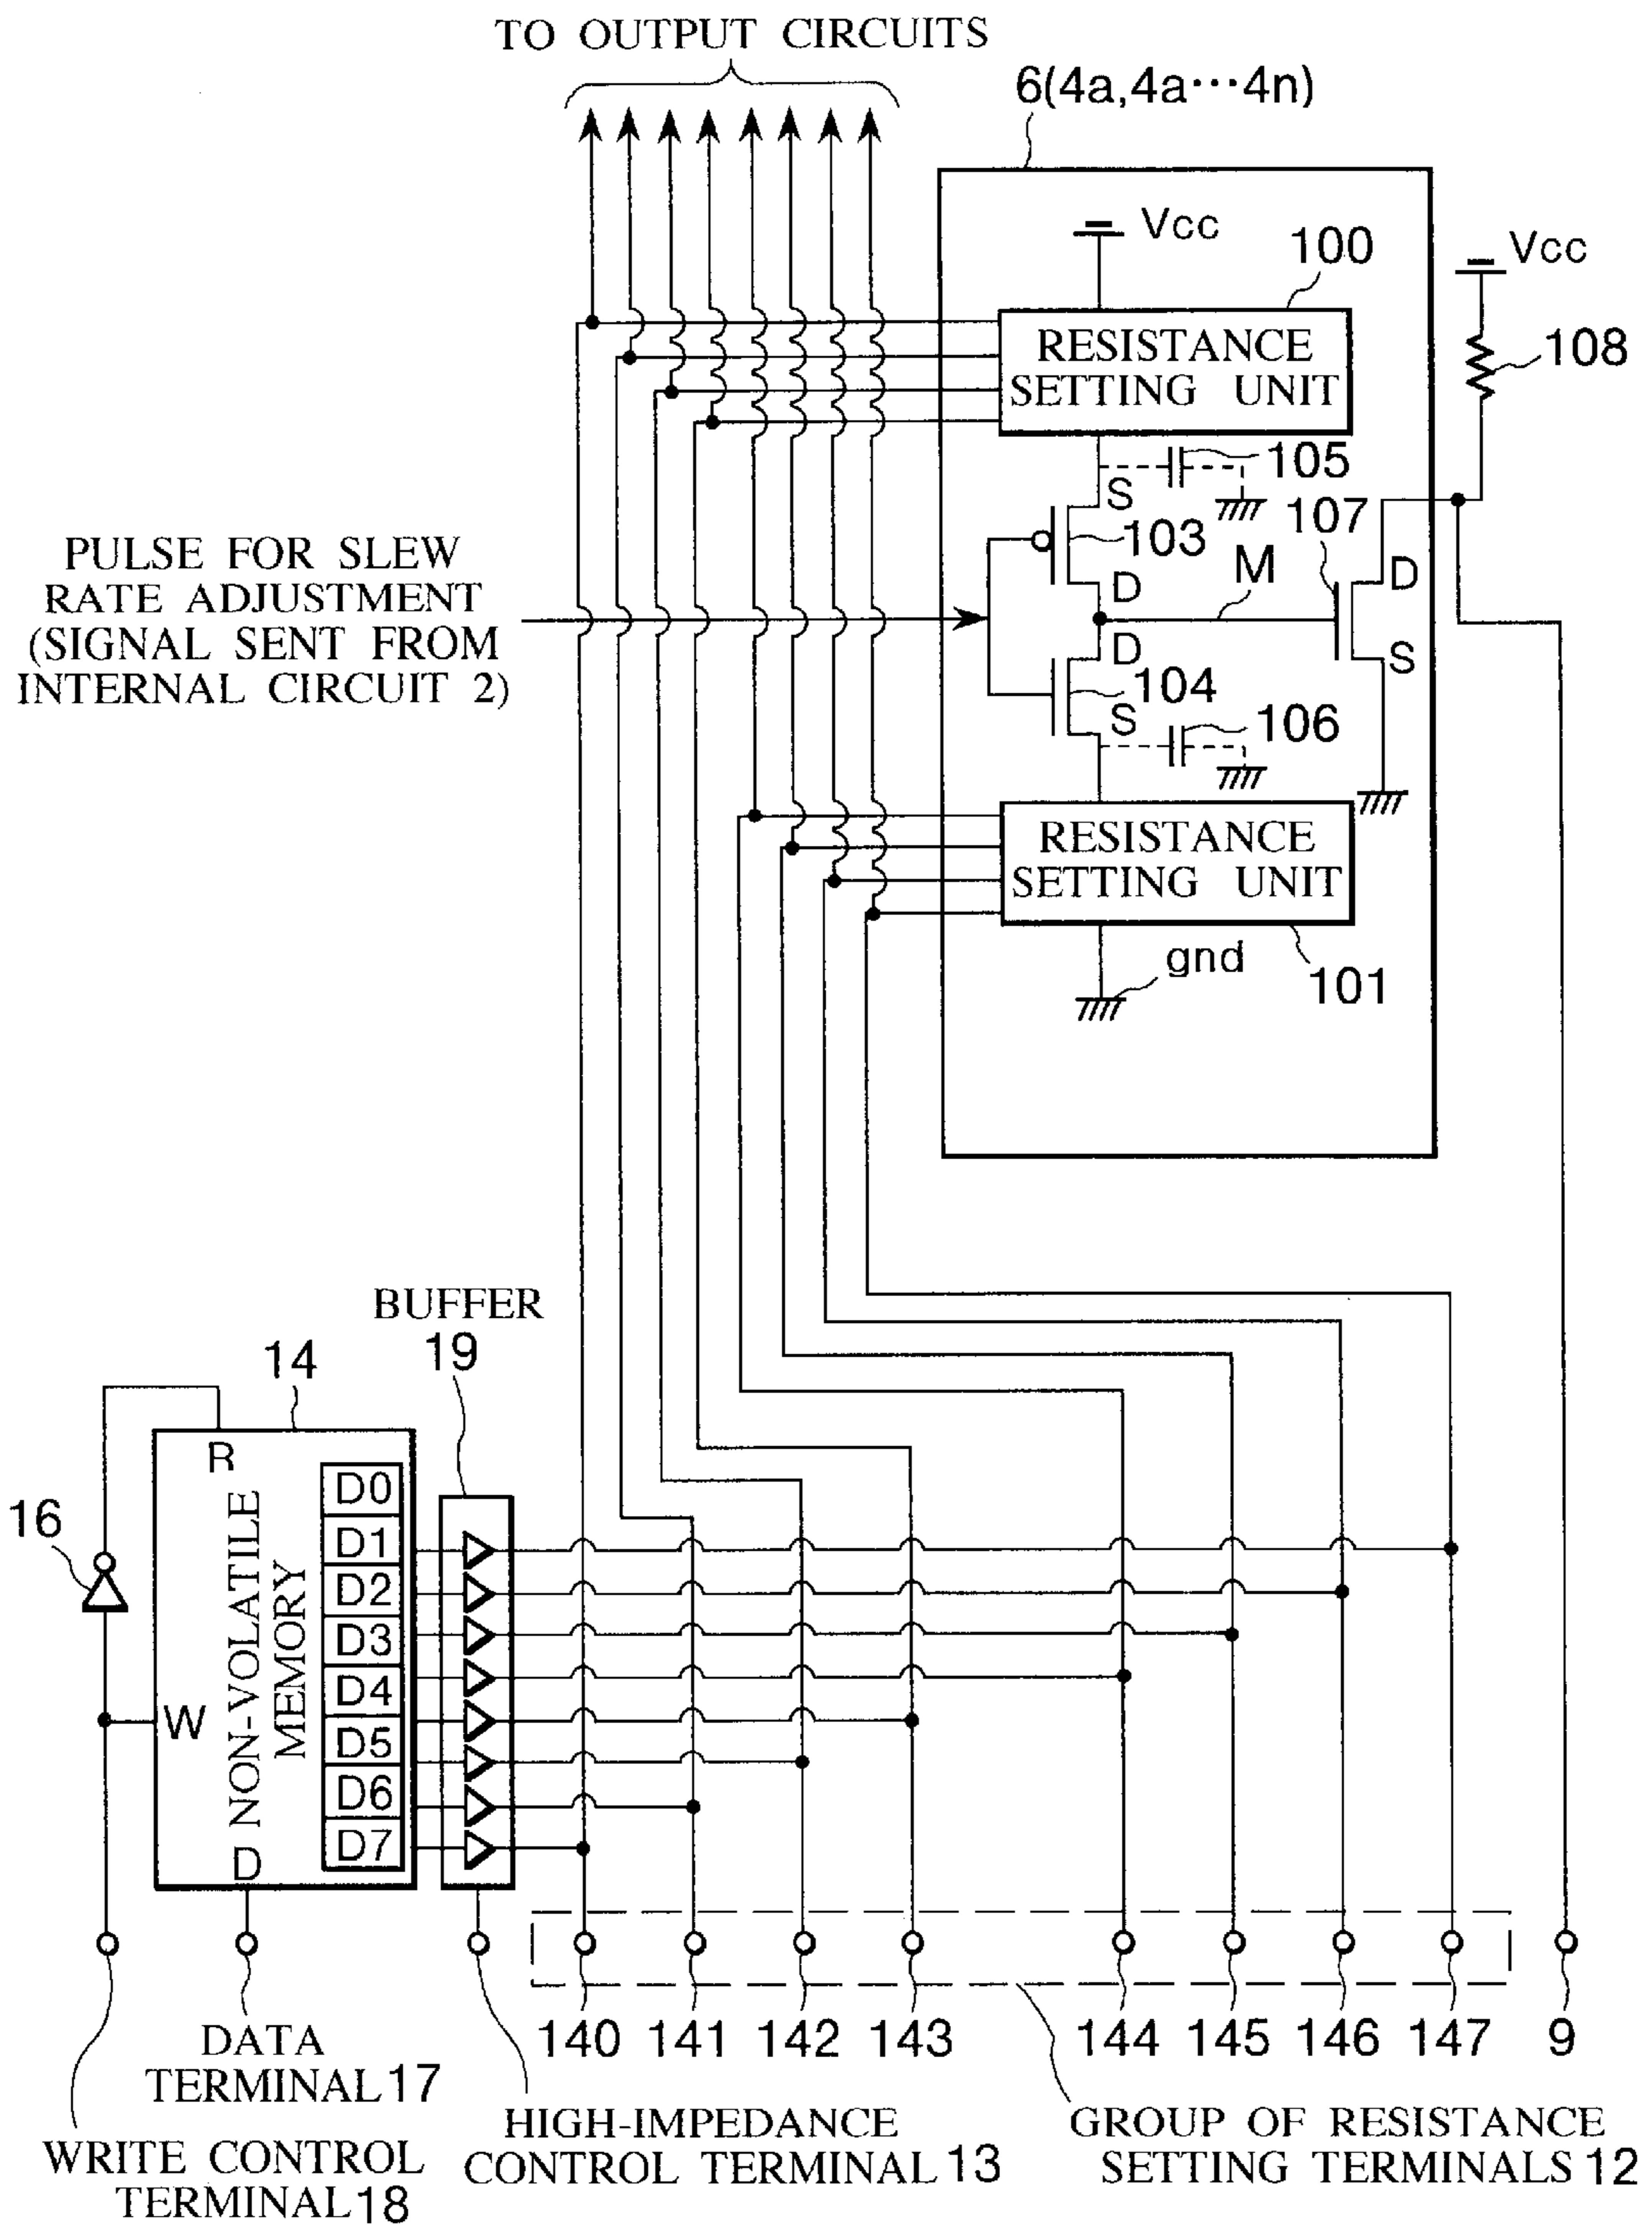 TO OUTPUT CIRCUITS
6(4a,4a···4n)
Vcc
100
Vcc
RESISTANCE
SETTING UNIT
108
105
S
107
PULSE FOR SLEW
RATE ADJUSTMENT
(SIGNAL SENT FROM
INTERNAL CIRCUIT 2)
103
M
D
D
D
S
104
S
106
RESISTANCE
SETTING UNIT
gnd
101
BUFFER
19
14
R
16
D0
D1
D2
D3
D4
D5
D6
D7
NON-VOLATILE
MEMORY
W
D
140
141
142
143
144
145
146
147
9
DATA
TERMINAL 17
HIGH-IMPEDANCE
CONTROL TERMINAL 13
GROUP OF RESISTANCE
SETTING TERMINALS 12
WRITE CONTROL
TERMINAL 18